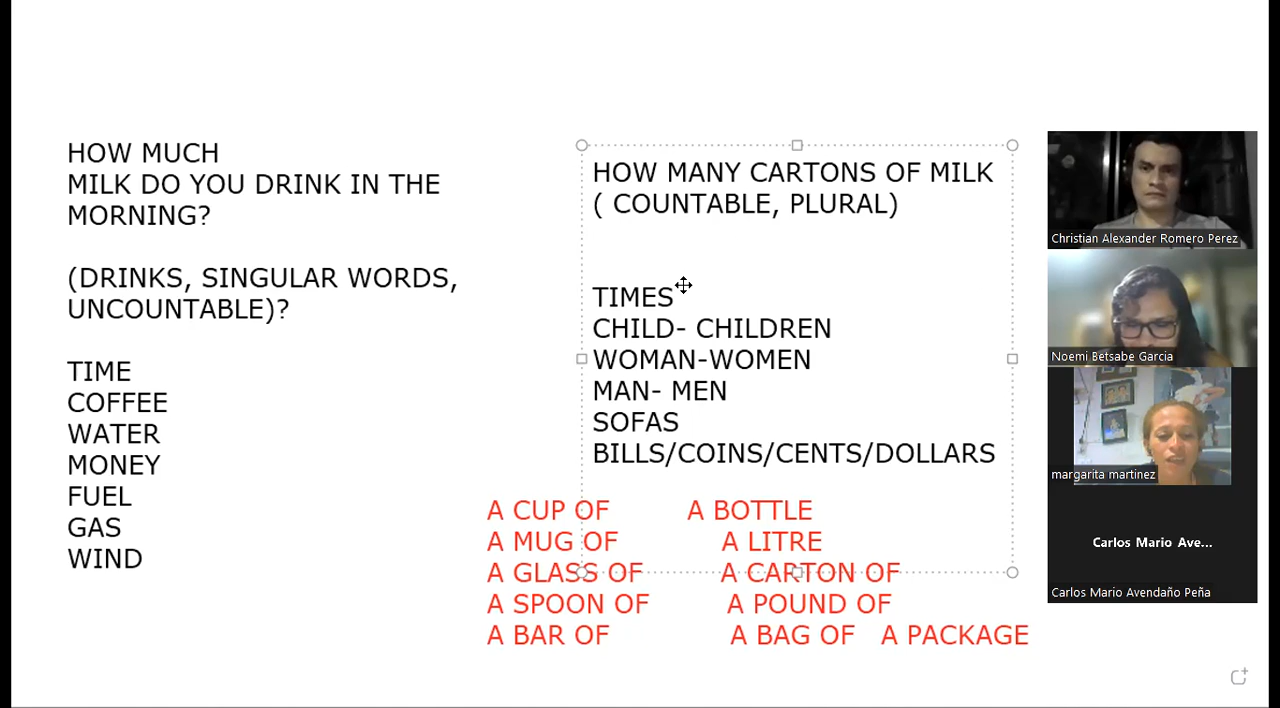 HOW MUCH
MILK DO YOU DRINK IN THE
MORNING?
(DRINKS, SINGULAR WORDS,
UNCOUNTABLE)?
TIME
COFFEE
WATER
MONEY
FUEL
GAS
WIND
HOW MANY CARTONS OF MILK
( COUNTABLE, PLURAL)
TIMES
CHILD- CHILDREN
WOMAN-WOMEN
MAN- MEN
SOFAS
BILLS/COINS/CENTS/DOLLARS
A CUP OF A BOTTLE
A MUG OF A LITRE
A GLASS OF A CARTON OF
A SPOON OF A POUND OF
A BAR OF A BAG OF A PACKAGE
Christian Alexander Romero Perez
Noemi Betsabe Garcia
margarita martinez
Carlos Mario Ave...
Carlos Mario Avendaño Peña